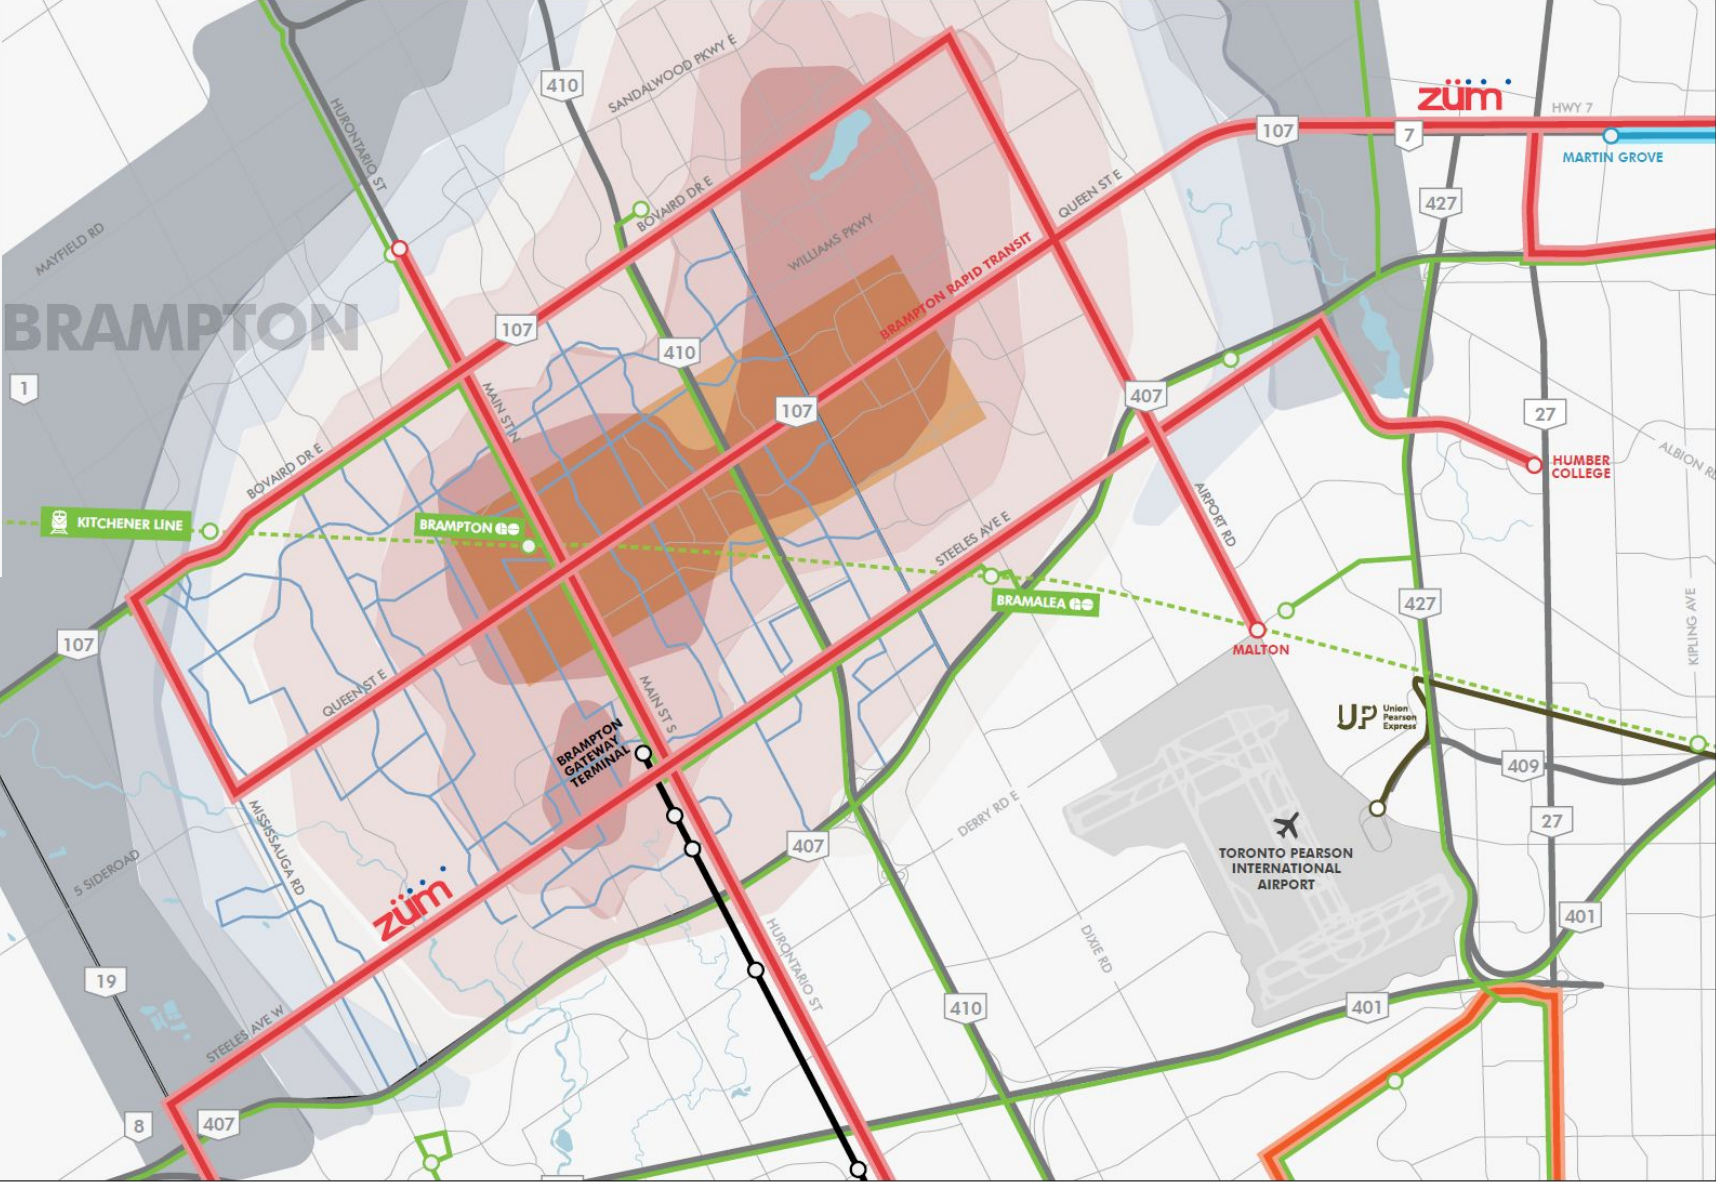 410
SANDALWOOD PKWY E
HURONTARIO ST
züm
HWY 7
107
7
MARTIN GROVE
BOVAIRD DR E
QUEEN ST E
427
MAYFIELD RD
WILLIAMS PKWY
BRAMPTON RAPID TRANSIT
BRAMPTON
107
410
1
MAIN ST N
107
407
27
HUMBER
COLLEGE
ALBION RD
BOVAIRD DR E
AIRPORT RD
KITCHENER LINE
BRAMPTON GO
STEELES AVE E
BRAMALEA GO
427
KIPLING AVE
107
MALTON
QUEEN ST E
MAIN ST S
UP Union
Pearson
Express
BRAMPTON
GATEWAY
TERMINAL
409
MISSISSAUGA RD
DERRY RD E
27
407
TORONTO PEARSON
INTERNATIONAL
AIRPORT
5 SIDEROAD
züm
401
HURONTARIO ST
DIXIE RD
19
410
401
STEELES AVE W
8
407